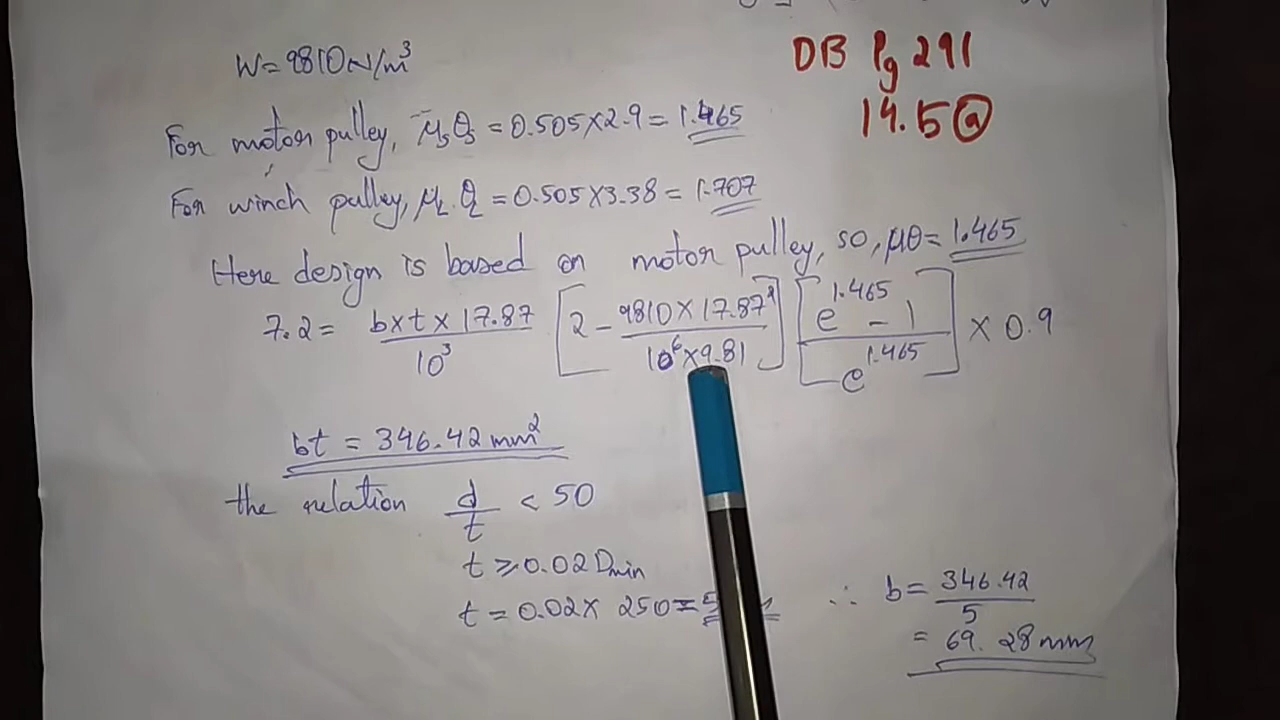 W = 9810 N/m³
DB Pg 291
14.5 @
For motor pulley, μsθs = 0.505×2.9 = 1.465
For winch pulley, μL.θL = 0.505×3.38 = 1.707
Here design is based on motor pulley, so, μθ = 1.465
7.2 = b×t×17.87/10³ [2 - 9810×17.87²/10⁶×9.81] [e^1.465 - 1/e^1.465] × 0.9
bt = 346.42 mm²
the relation d/t < 50
t ≥ 0.02 Dmin
t = 0.02 × 250 = 5
∴ b = 346.42/5
= 69.28 mm